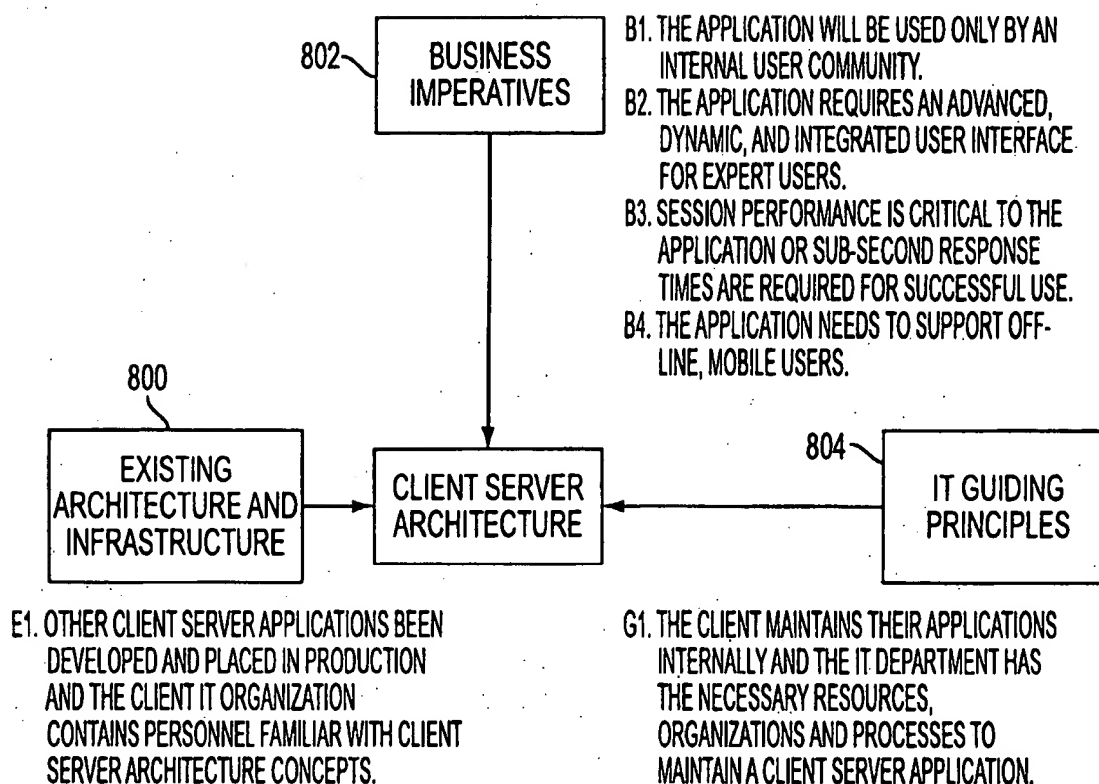 802
BUSINESS
IMPERATIVES
B1. THE APPLICATION WILL BE USED ONLY BY AN
INTERNAL USER COMMUNITY.
B2. THE APPLICATION REQUIRES AN ADVANCED,
DYNAMIC, AND INTEGRATED USER INTERFACE
FOR EXPERT USERS.
B3. SESSION PERFORMANCE IS CRITICAL TO THE
APPLICATION OR SUB-SECOND RESPONSE
TIMES ARE REQUIRED FOR SUCCESSFUL USE.
B4. THE APPLICATION NEEDS TO SUPPORT OFF-
LINE, MOBILE USERS.
800
EXISTING
ARCHITECTURE AND
INFRASTRUCTURE
CLIENT SERVER
ARCHITECTURE
804
IT GUIDING
PRINCIPLES
E1. OTHER CLIENT SERVER APPLICATIONS BEEN
DEVELOPED AND PLACED IN PRODUCTION
AND THE CLIENT IT ORGANIZATION
CONTAINS PERSONNEL FAMILIAR WITH CLIENT
SERVER ARCHITECTURE CONCEPTS.
G1. THE CLIENT MAINTAINS THEIR APPLICATIONS
INTERNALLY AND THE IT DEPARTMENT HAS
THE NECESSARY RESOURCES,
ORGANIZATIONS AND PROCESSES TO
MAINTAIN A CLIENT SERVER APPLICATION.